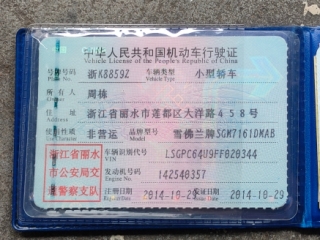 中华人民共和国机动车行驶证
Vehicle License of the People's Republic of China
号牌号码 浙K8859Z 车辆类型 小型轿车
Plate No. Vehicle Type
所有人 周栋
Owner
住址 浙江省丽水市莲都区大洋路458号
Address
使用性质 非营运 品牌型号 雪佛兰牌SGM7161DMAB
Use Character Model
浙江省丽水市公安局交通警察支队
车辆识别代号 LSGPC64U9FF020344
VIN
发动机号码 142540357
Engine No.
注册日期 2014-10-29 发证日期 2014-10-29